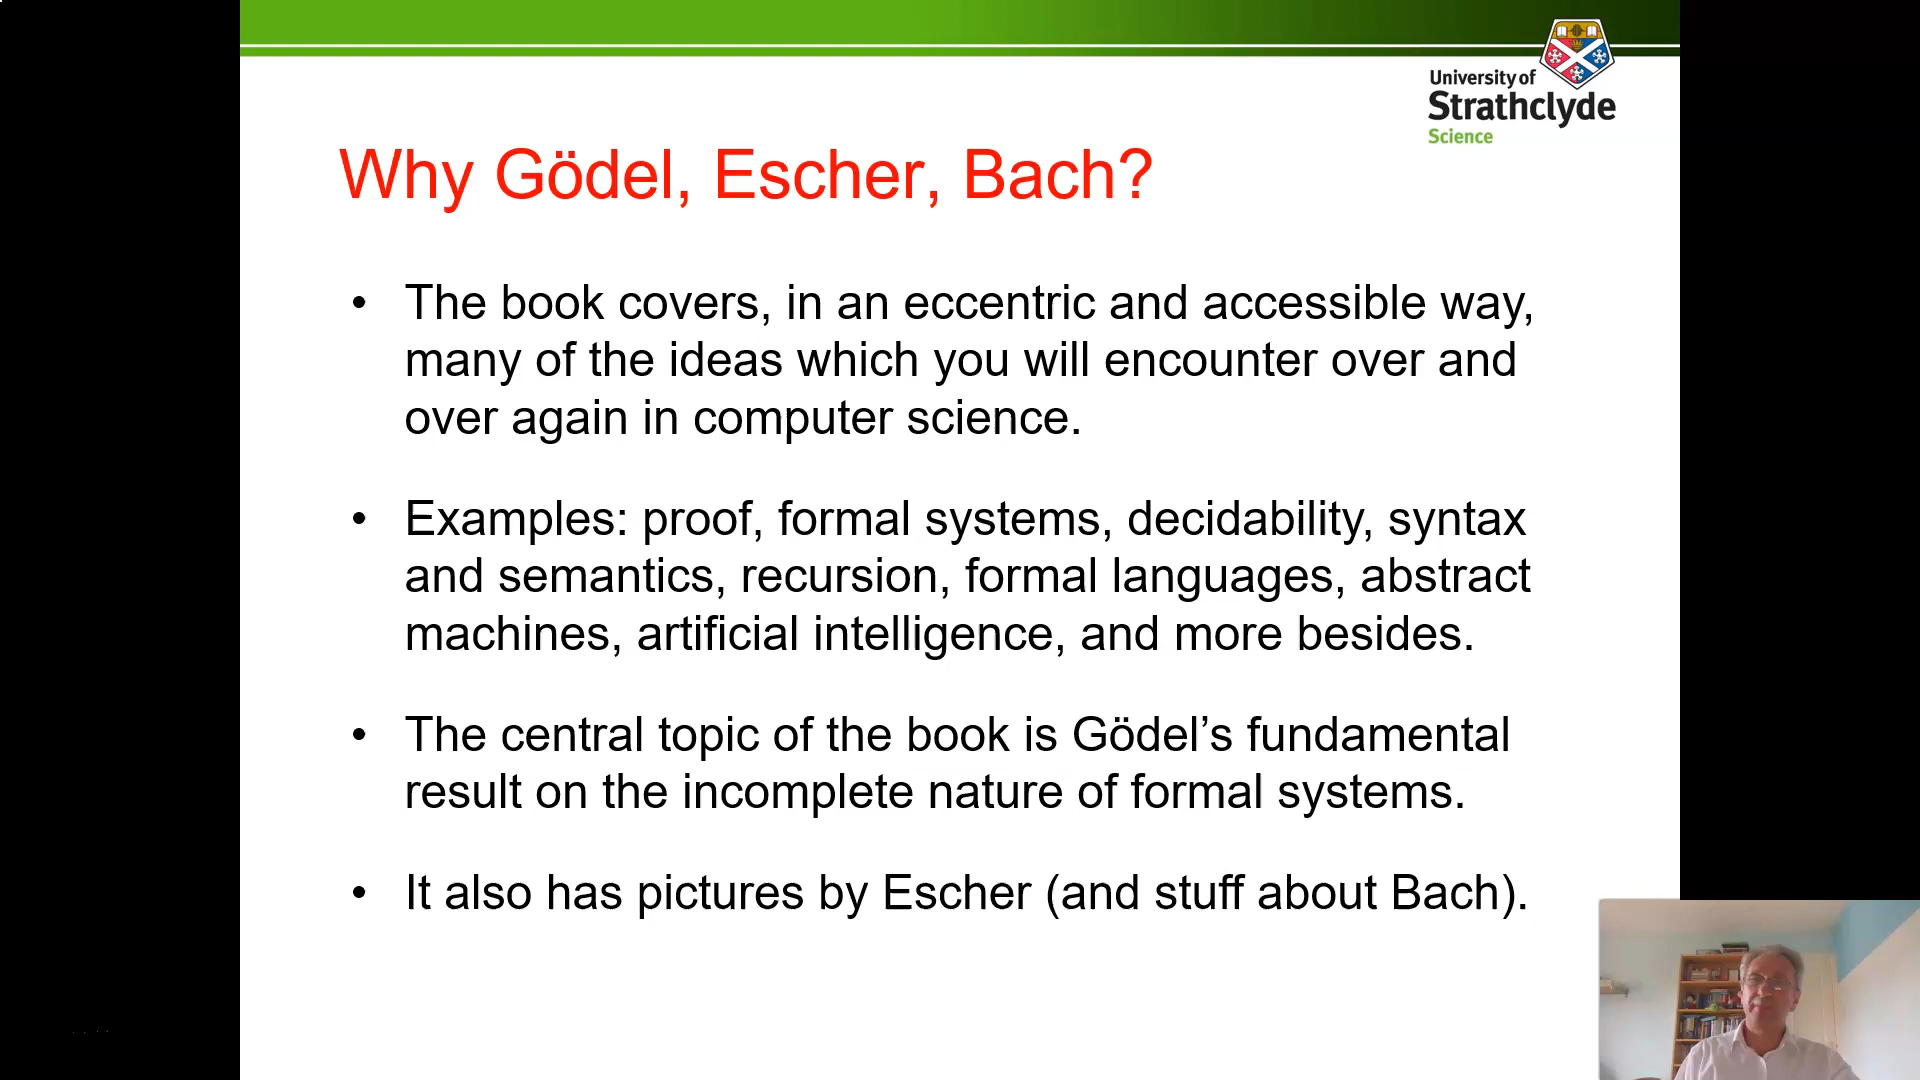 University of
Strathclyde
Science
Why Gödel, Escher, Bach?
• The book covers, in an eccentric and accessible way,
many of the ideas which you will encounter over and
over again in computer science.
• Examples: proof, formal systems, decidability, syntax
and semantics, recursion, formal languages, abstract
machines, artificial intelligence, and more besides.
• The central topic of the book is Gödel’s fundamental
result on the incomplete nature of formal systems.
• It also has pictures by Escher (and stuff about Bach).